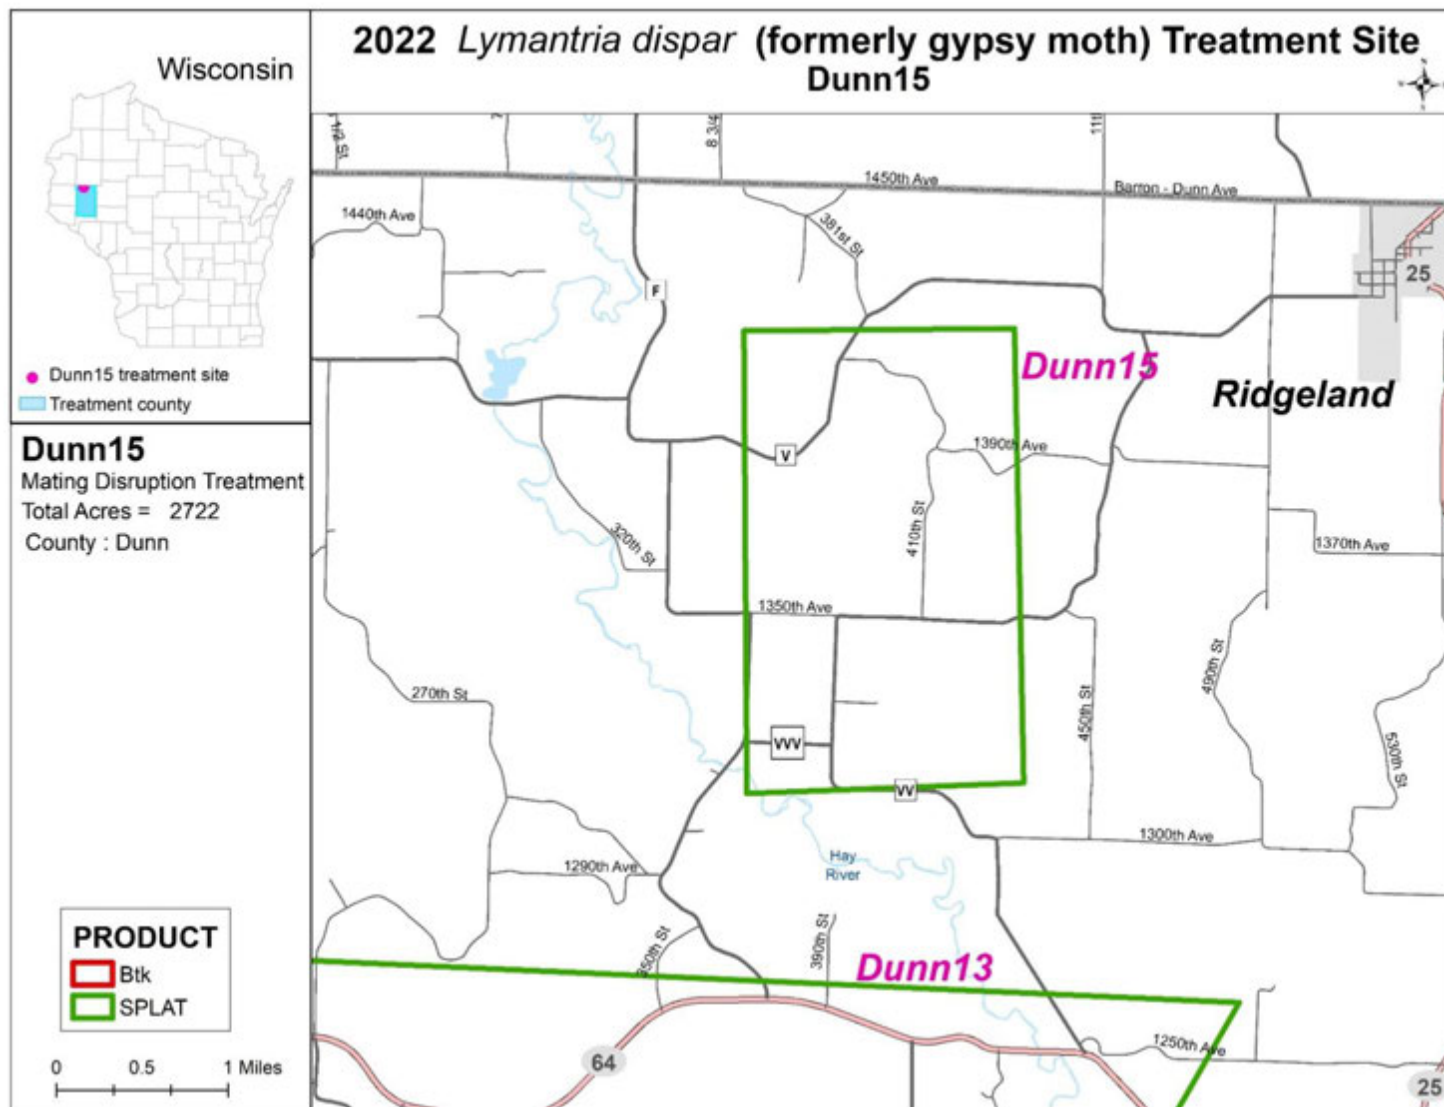 2022 Lymantria dispar (formerly gypsy moth) Treatment Site
Dunn15
Wisconsin
Dunn15 treatment site
Treatment county
Dunn15
Mating Disruption Treatment
Total Acres = 2722
County : Dunn
PRODUCT
Btk
SPLAT
0 0.5 1 Miles
8 3/4
11th
1450th Ave
Barron - Dunn Ave
1440th Ave
381st St
F
25
Dunn15
Ridgeland
V
1390th Ave
320th St
410th St
1370th Ave
1350th Ave
270th St
490th St
450th St
530th St
VVV
VV
1300th Ave
Hay
River
1290th Ave
350th St
390th St
Dunn13
1250th Ave
64
25